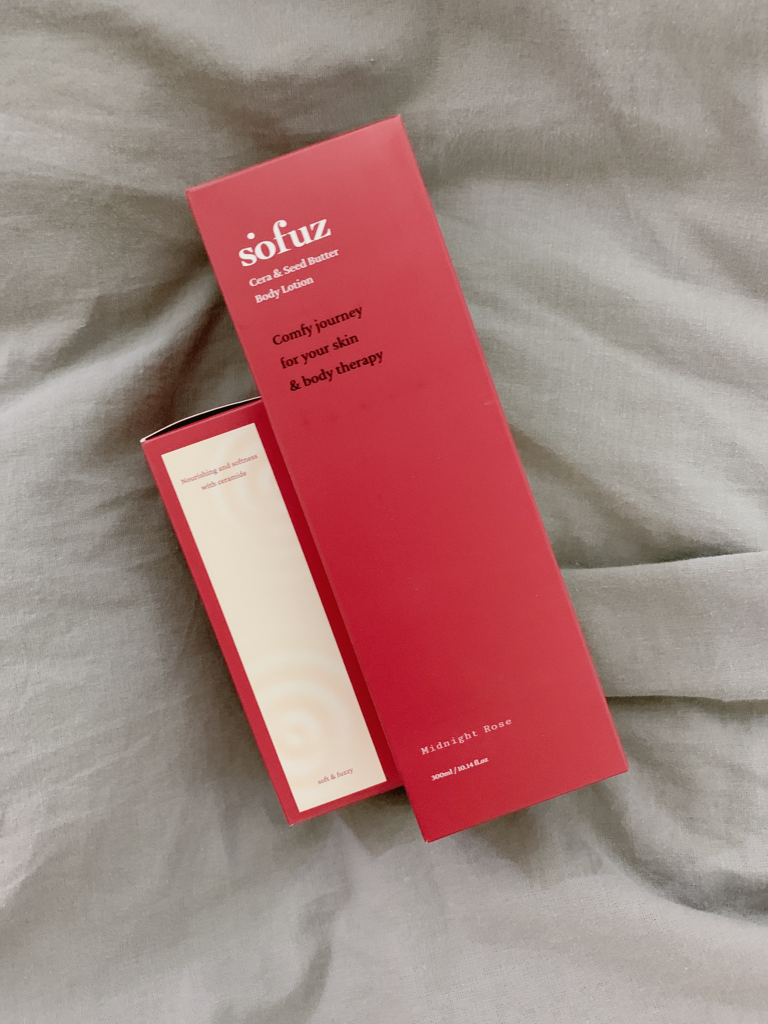 sofuz
Cera & Seed Butter
Body Lotion
Comfy journey
for your skin
& body therapy
Midnight Rose
300ml / 10.14 fl.oz
Nourishing and softness
with ceramide
soft & fuzzy